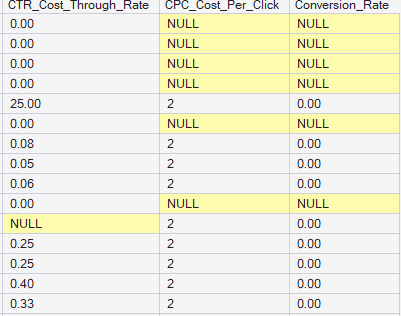 CTR_Cost_Through_Rate CPC_Cost_Per_Click Conversion_Rate
0.00 NULL NULL
0.00 NULL NULL
0.00 NULL NULL
0.00 NULL NULL
25.00 2 0.00
0.00 NULL NULL
0.08 2 0.00
0.05 2 0.00
0.06 2 0.00
0.00 NULL NULL
NULL 2 0.00
0.25 2 0.00
0.25 2 0.00
0.40 2 0.00
0.33 2 0.00